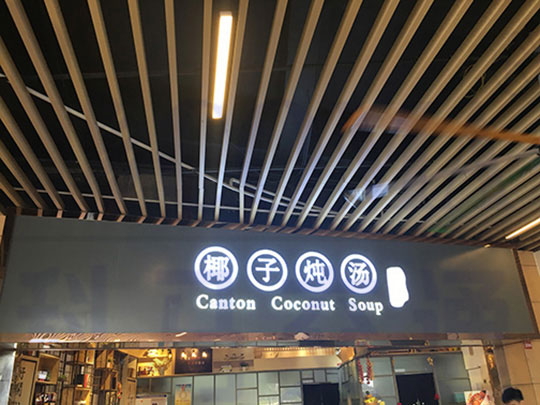 椰子炖汤
Canton Coconut Soup